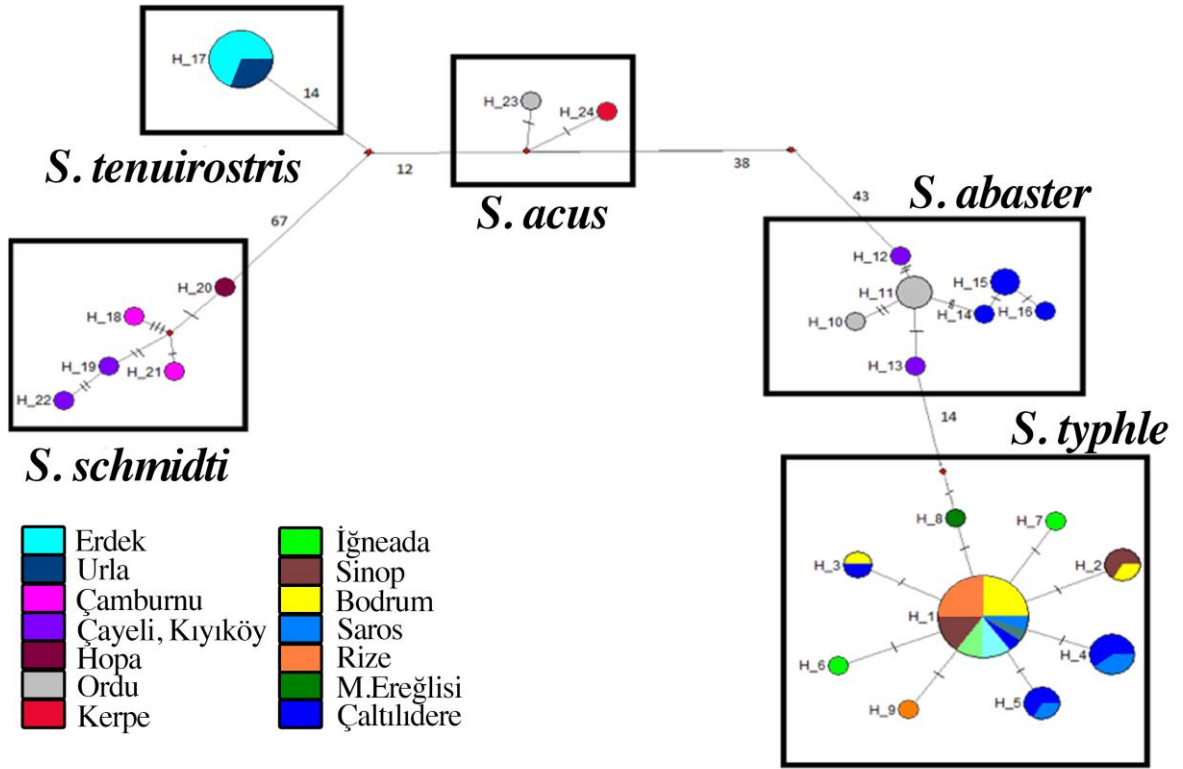 H_17
14
S. tenuirostris
H_23
H_24
S. acus
12
38
67
43
S. abaster
H_12
H_11
H_15
H_10
H_14
H_16
H_13
H_20
H_18
H_19
H_21
H_22
S. schmidti
14
S. typhle
H_8
H_7
H_3
H_2
H_1
H_4
H_6
H_5
H_9
Erdek
Urla
Çamburnu
Çayeli, Kıyıköy
Hopa
Ordu
Kerpe
İğneada
Sinop
Bodrum
Saros
Rize
M.Ereğlisi
Çaltılıdere